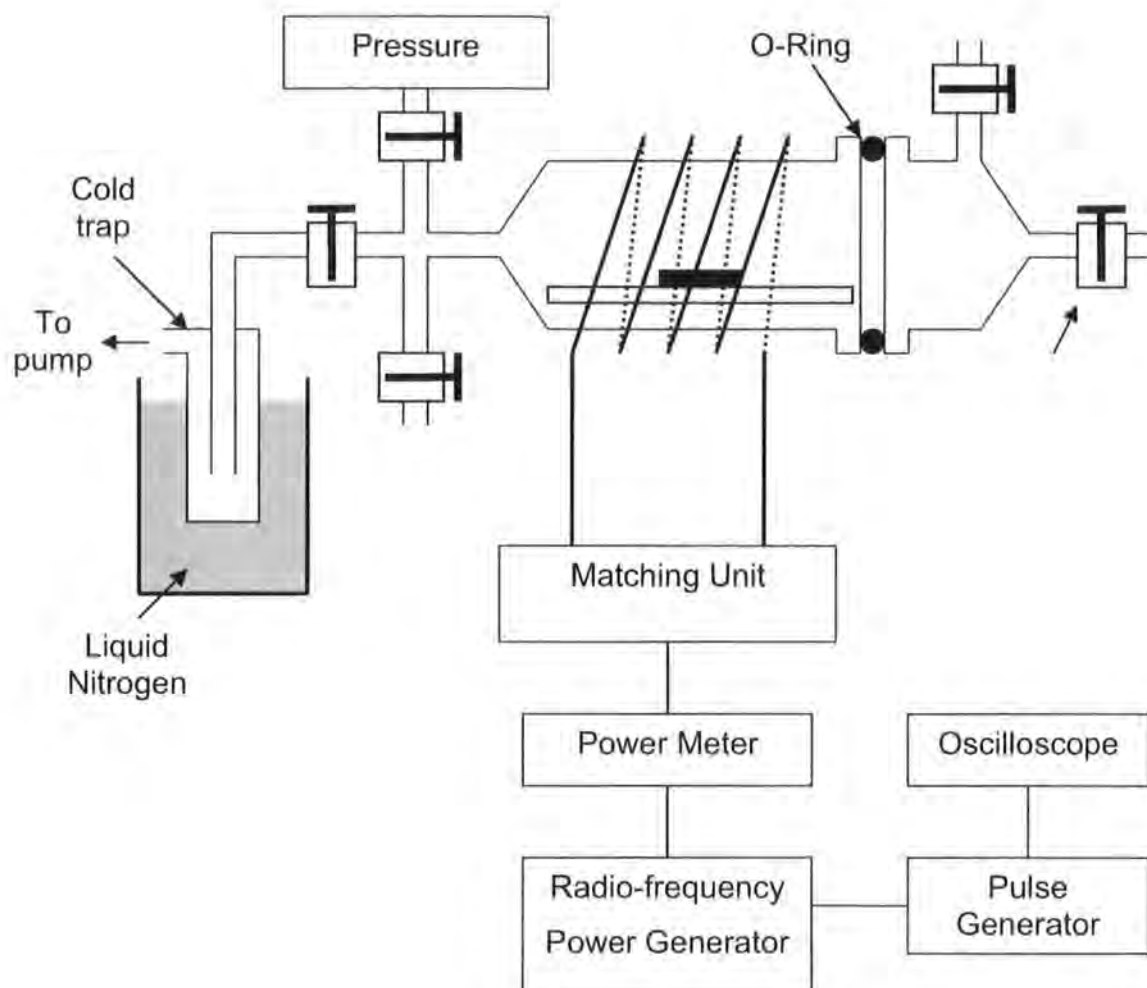 Pressure
O-Ring
Cold
trap
To
pump
Liquid
Nitrogen
Matching Unit
Power Meter
Oscilloscope
Radio-frequency
Power Generator
Pulse
Generator